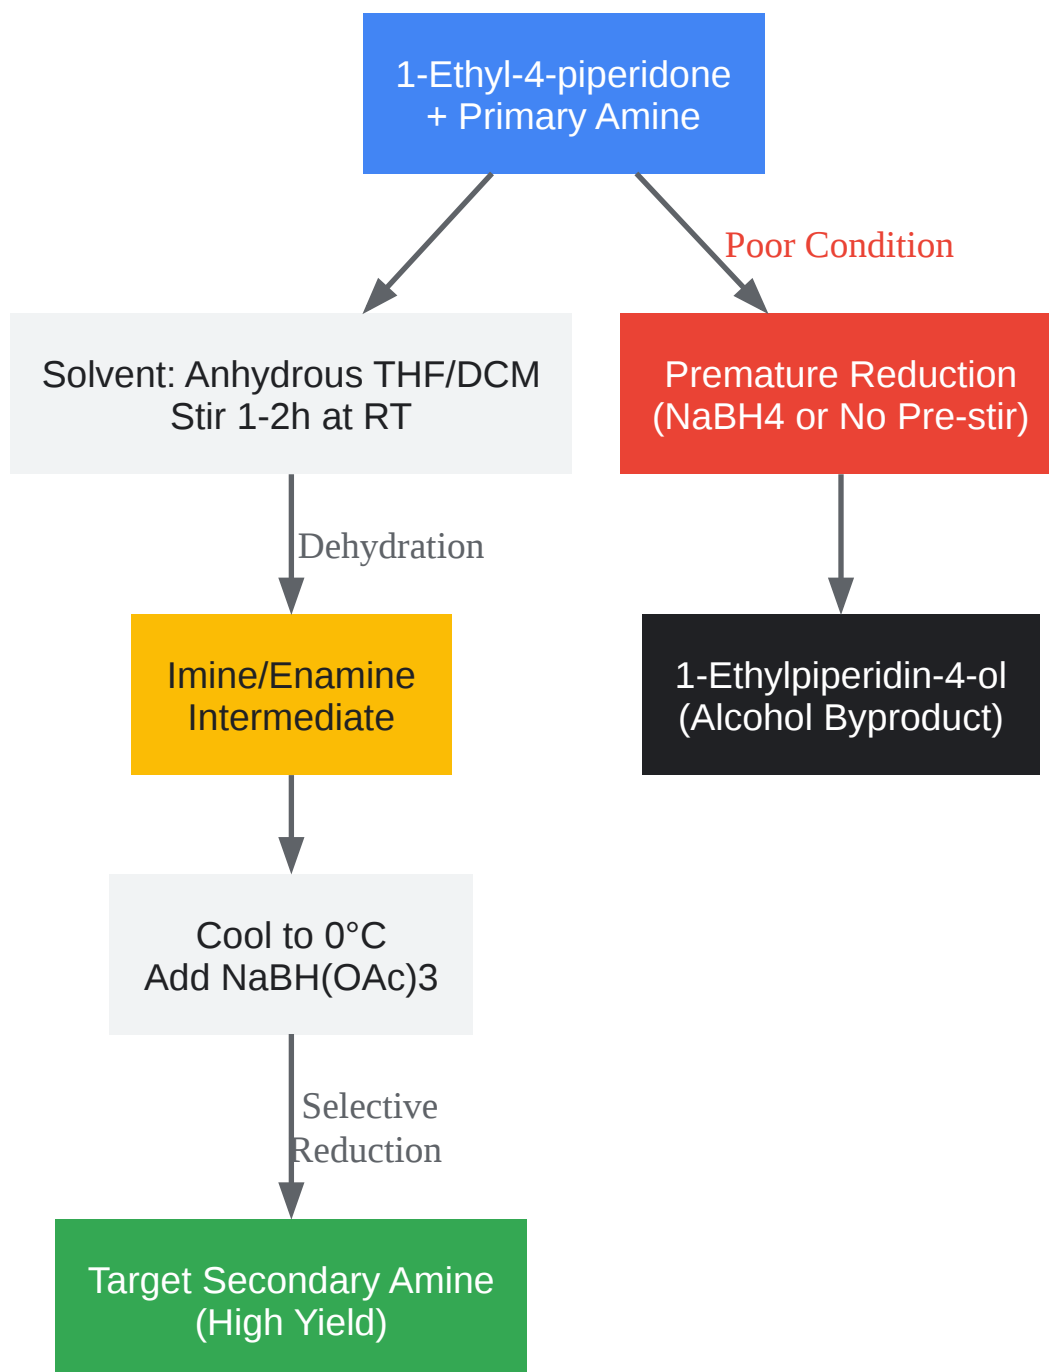 1-Ethyl-4-piperidone
+ Primary Amine
Poor Condition
Solvent: Anhydrous THF/DCM
Stir 1-2h at RT
Premature Reduction
(NaBH4 or No Pre-stir)
Dehydration
Imine/Enamine
Intermediate
1-Ethylpiperidin-4-ol
(Alcohol Byproduct)
Cool to 0°C
Add NaBH(OAc)3
Selective
Reduction
Target Secondary Amine
(High Yield)